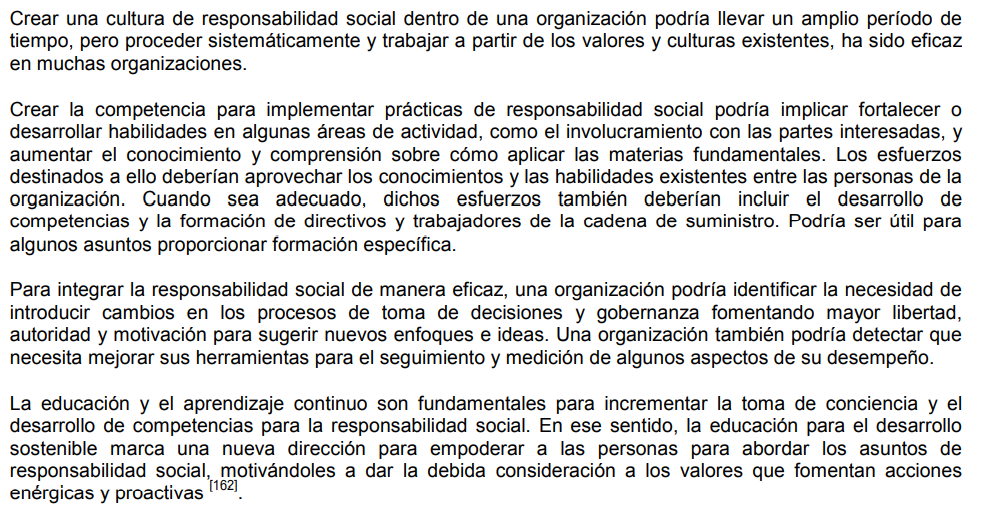 Crear una cultura de responsabilidad social dentro de una organización podría llevar un amplio período de
tiempo, pero proceder sistemáticamente y trabajar a partir de los valores y culturas existentes, ha sido eficaz
en muchas organizaciones.
Crear la competencia para implementar prácticas de responsabilidad social podría implicar fortalecer o
desarrollar habilidades en algunas áreas de actividad, como el involucramiento con las partes interesadas, y
aumentar el conocimiento y comprensión sobre cómo aplicar las materias fundamentales. Los esfuerzos
destinados a ello deberían aprovechar los conocimientos y las habilidades existentes entre las personas de la
organización. Cuando sea adecuado, dichos esfuerzos también deberían incluir el desarrollo de
competencias y la formación de directivos y trabajadores de la cadena de suministro. Podría ser útil para
algunos asuntos proporcionar formación específica.
Para integrar la responsabilidad social de manera eficaz, una organización podría identificar la necesidad de
introducir cambios en los procesos de toma de decisiones y gobernanza fomentando mayor libertad,
autoridad y motivación para sugerir nuevos enfoques e ideas. Una organización también podría detectar que
necesita mejorar sus herramientas para el seguimiento y medición de algunos aspectos de su desempeño.
La educación y el aprendizaje continuo son fundamentales para incrementar la toma de conciencia y el
desarrollo de competencias para la responsabilidad social. En ese sentido, la educación para el desarrollo
sostenible marca una nueva dirección para empoderar a las personas para abordar los asuntos de
responsabilidad social, motivándoles a dar la debida consideración a los valores que fomentan acciones
enérgicas y proactivas [162].